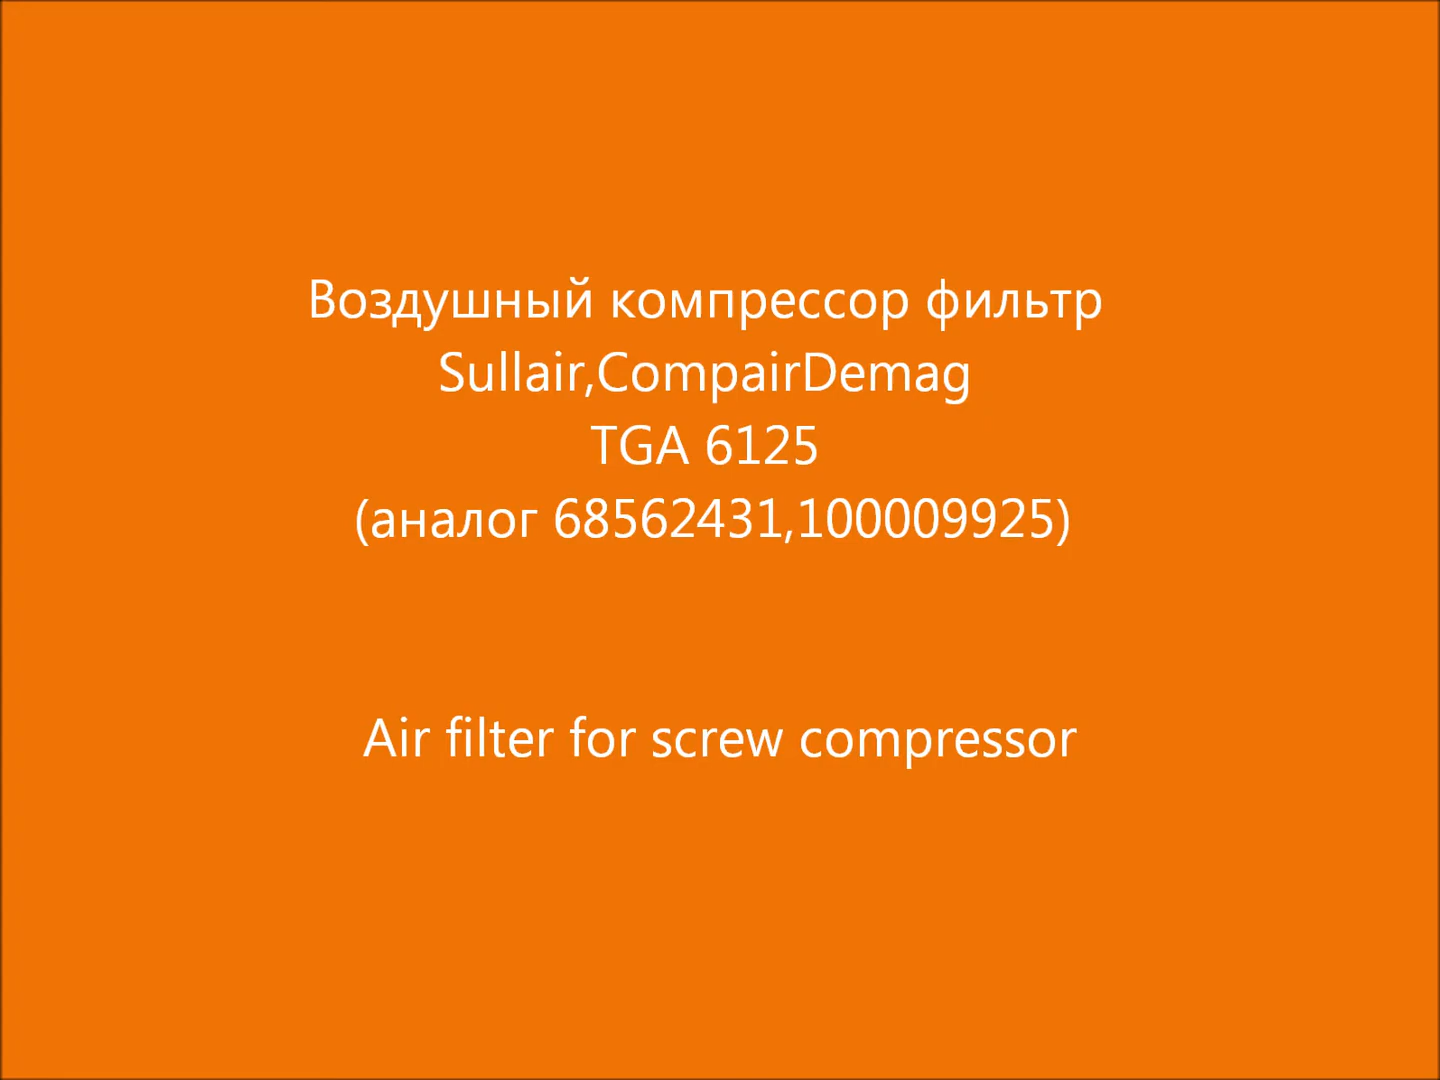 Воздушный компрессор фильтр
Sullair,CompairDemag
TGA 6125
(аналог 68562431,100009925)
Air filter for screw compressor